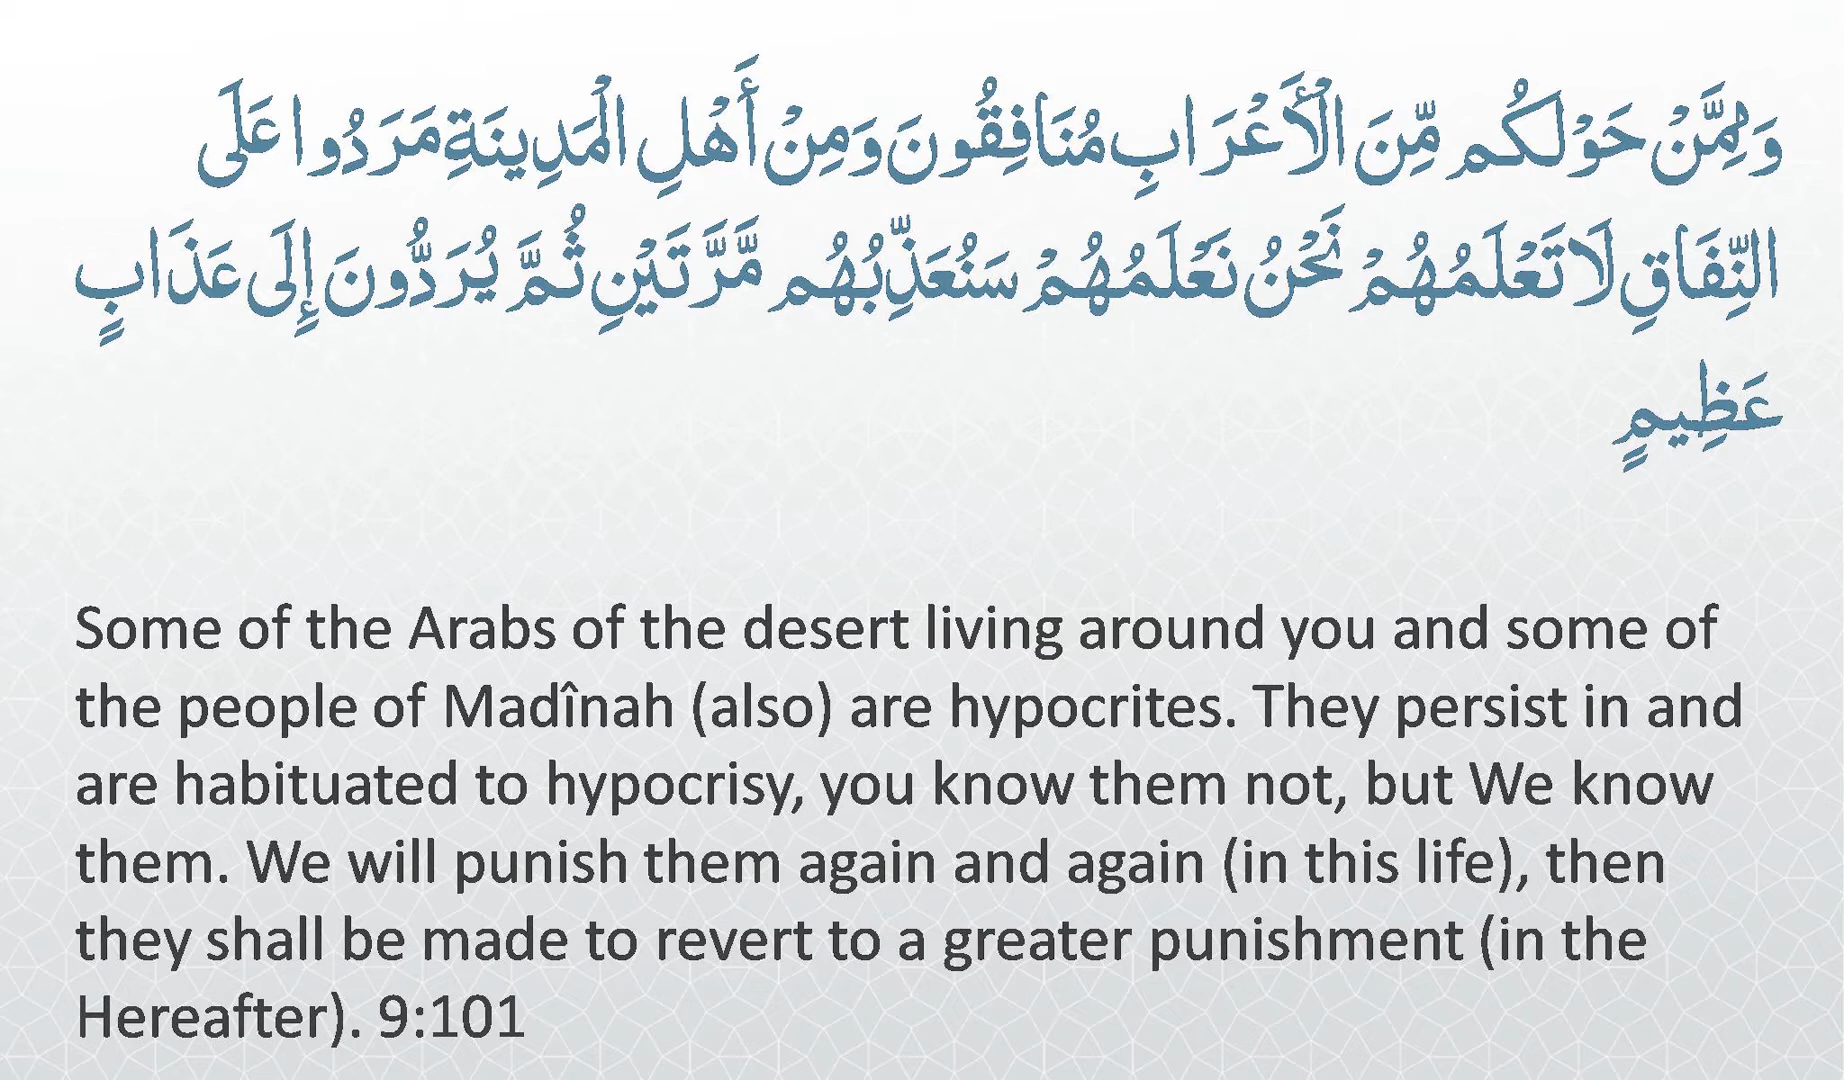 وَمِمَّنْ حَوْلَكُم مِّنَ الْأَعْرَابِ مُنَافِقُونَ وَمِنْ أَهْلِ الْمَدِينَةِ مَرَدُوا عَلَى
النِّفَاقِ لَا تَعْلَمُهُمْ نَحْنُ نَعْلَمُهُمْ سَنُعَذِّبُهُم مَّرَّتَيْنِ ثُمَّ يُرَدُّونَ إِلَى عَذَابٍ
عَظِيمٍ
Some of the Arabs of the desert living around you and some of
the people of Madînah (also) are hypocrites. They persist in and
are habituated to hypocrisy, you know them not, but We know
them. We will punish them again and again (in this life), then
they shall be made to revert to a greater punishment (in the
Hereafter). 9:101